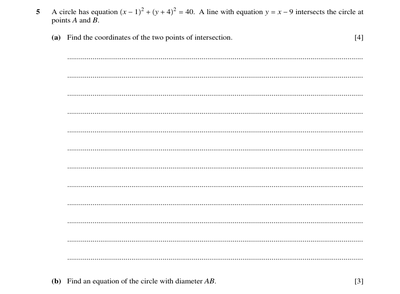 5 A circle has equation (x − 1)² + (y + 4)² = 40. A line with equation y = x − 9 intersects the circle at
points A and B.
(a) Find the coordinates of the two points of intersection. [4]
(b) Find an equation of the circle with diameter AB. [3]